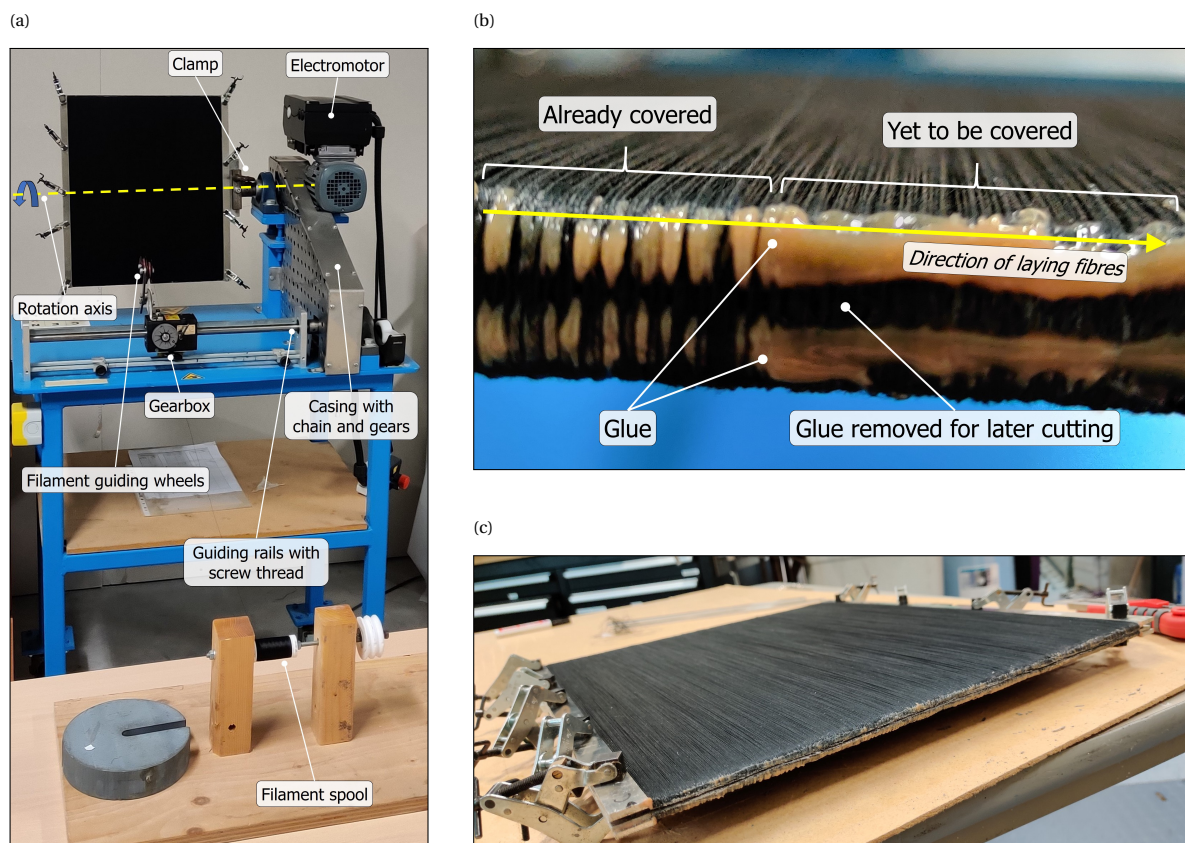 (a)
Clamp
Electromotor
Rotation axis
Gearbox
Casing with
chain and gears
Filament guiding wheels
Guiding rails with
screw thread
Filament spool
(b)
Already covered
Yet to be covered
Direction of laying fibres
Glue
Glue removed for later cutting
(c)